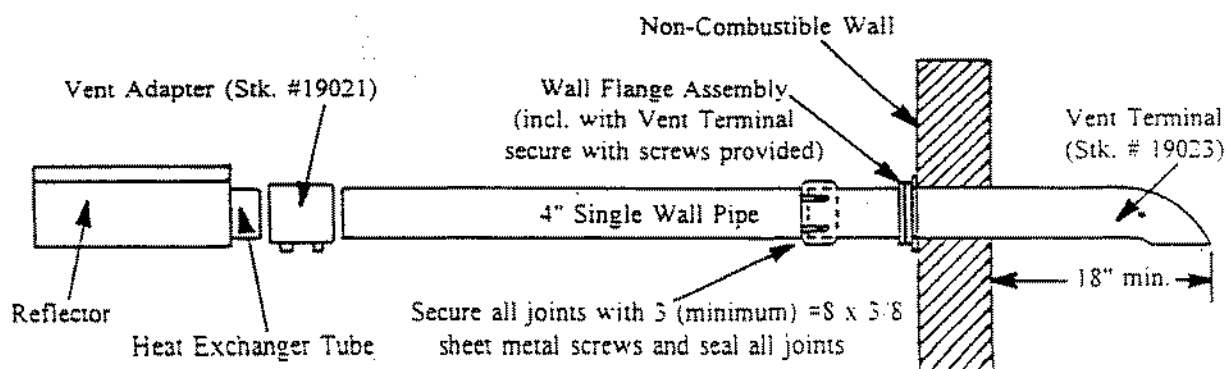 Non-Combustible Wall
Vent Adapter (Stk. #19021)
Wall Flange Assembly
(incl. with Vent Terminal
secure with screws provided)
Vent Terminal
(Stk. # 19023)
4" Single Wall Pipe
18" min.
Reflector
Heat Exchanger Tube
Secure all joints with 3 (minimum) =8 x 3/8
sheet metal screws and seal all joints